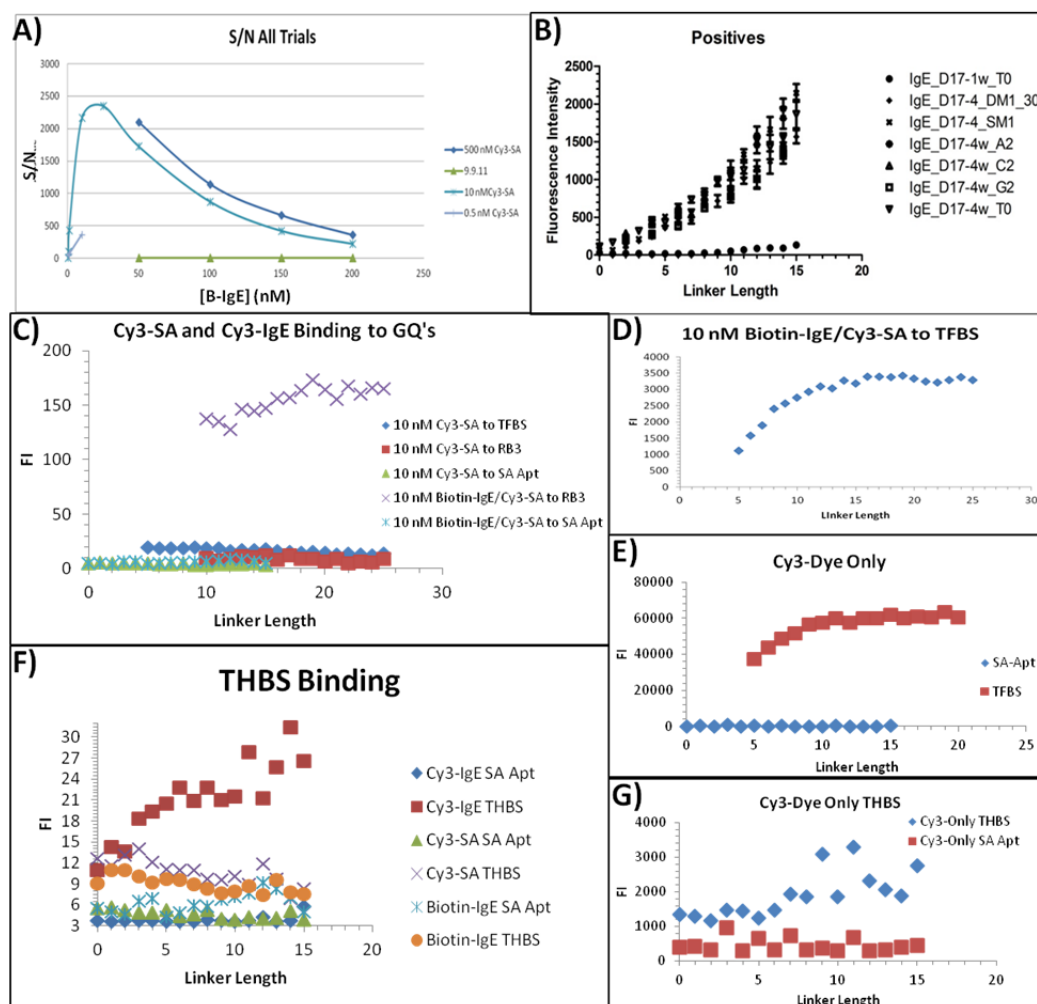 A)
S/N All Trials
3500
3000
2500
2000
1500
1000
500
0
S/N...
0 50 100 150 200 250
[B-IgE] (nM)
500 nM Cy3-SA
9.9.11
10 nMCy3-SA
0.5 nM Cy3-SA
B)
Positives
2500
2000
1500
1000
500
0
Fluorescence Intensity
0 5 10 15 20
Linker Length
IgE_D17-1w_T0
IgE_D17-4_DM1_30
IgE_D17-4_SM1
IgE_D17-4w_A2
IgE_D17-4w_C2
IgE_D17-4w_G2
IgE_D17-4w_T0
C)
Cy3-SA and Cy3-IgE Binding to GQ's
200
150
100
50
0
FI
0 10 20 30
Linker Length
10 nM Cy3-SA to TFBS
10 nM Cy3-SA to RB3
10 nM Cy3-SA to SA Apt
10 nM Biotin-IgE/Cy3-SA to RB3
10 nM Biotin-IgE/Cy3-SA to SA Apt
D)
10 nM Biotin-IgE/Cy3-SA to TFBS
4000
3500
3000
2500
2000
1500
1000
500
0
FI
0 5 10 15 20 25 30
LInker Length
E)
Cy3-Dye Only
80000
60000
40000
20000
0
FI
0 5 10 15 20 25
Linker Length
SA-Apt
TFBS
F)
THBS Binding
30
27
24
21
18
15
12
9
6
3
FI
0 5 10 15 20
Linker Length
Cy3-IgE SA Apt
Cy3-IgE THBS
Cy3-SA SA Apt
Cy3-SA THBS
Biotin-IgE SA Apt
Biotin-IgE THBS
G)
Cy3-Dye Only THBS
4000
3000
2000
1000
0
FI
0 5 10 15 20
Linker Length
Cy3-Only THBS
Cy3-Only SA Apt